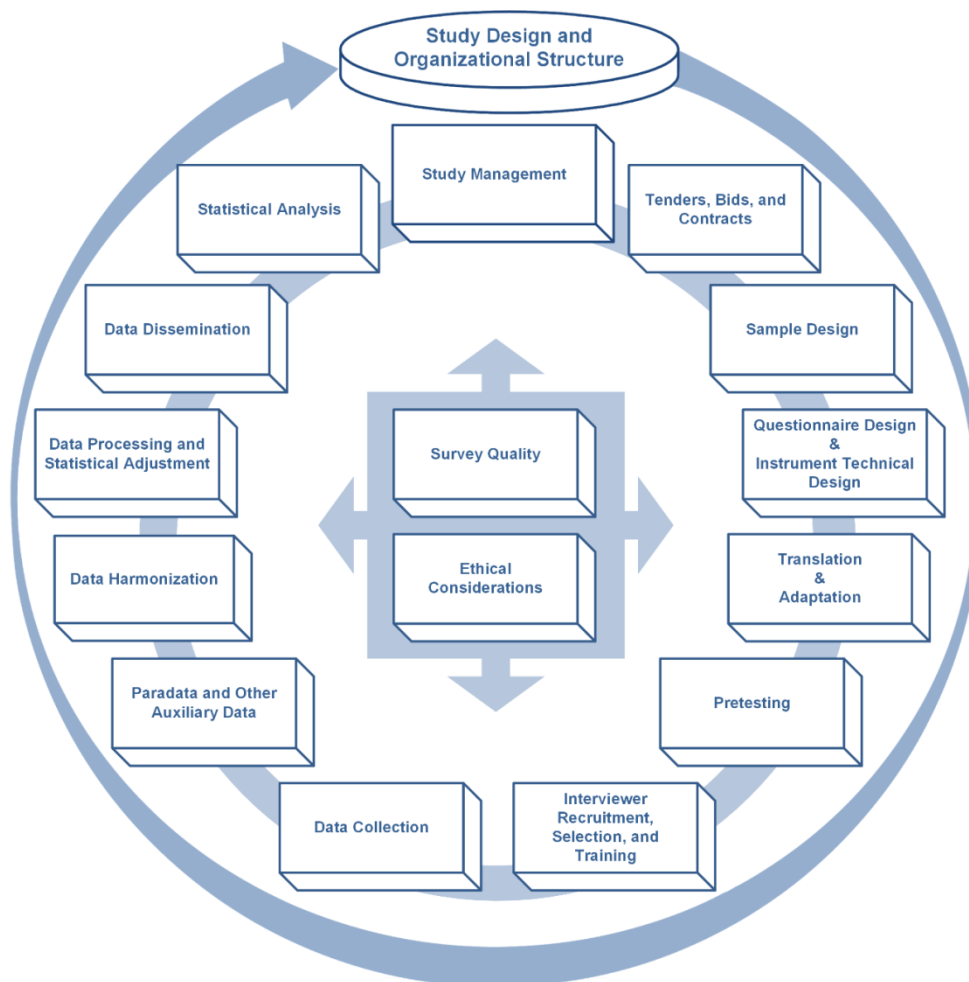 Study Design and
Organizational Structure
Study Management
Tenders, Bids, and
Contracts
Sample Design
Questionnaire Design
&
Instrument Technical
Design
Translation
&
Adaptation
Pretesting
Interviewer
Recruitment,
Selection, and
Training
Data Collection
Paradata and Other
Auxiliary Data
Data Harmonization
Data Processing and
Statistical Adjustment
Data Dissemination
Statistical Analysis
Survey Quality
Ethical
Considerations